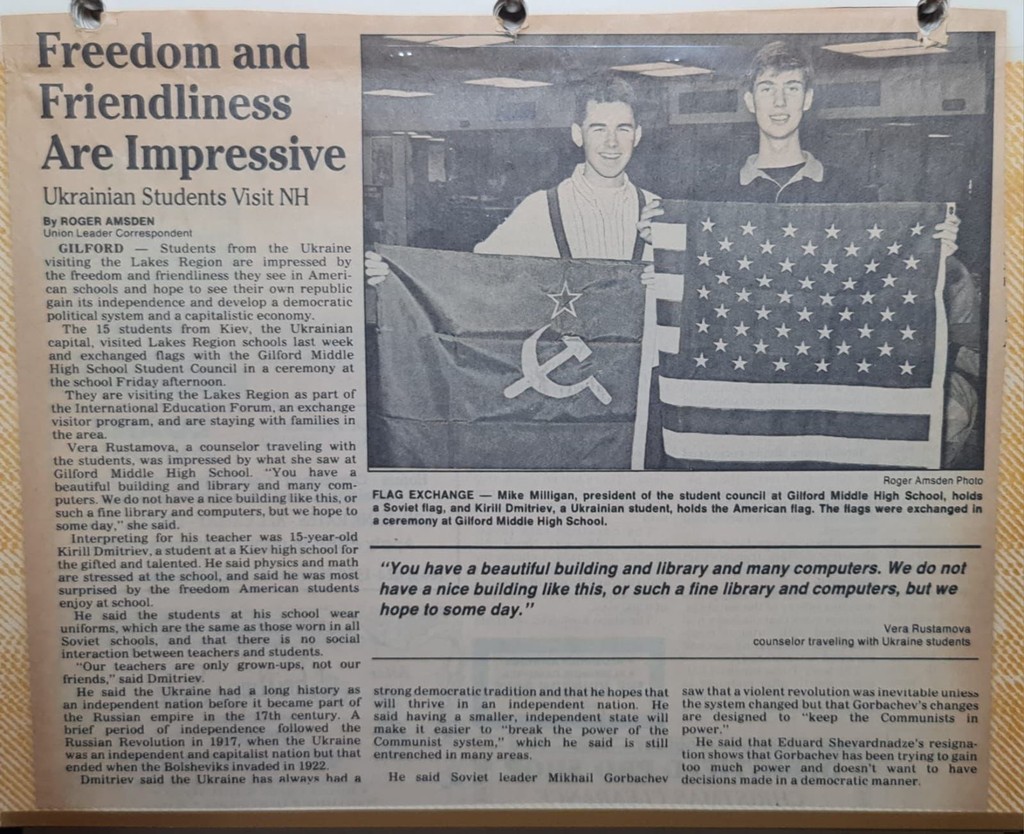 Freedom and
Friendliness
Are Impressive
Ukrainian Students Visit NH
By ROGER AMSDEN
Union Leader Correspondent
GILFORD — Students from the Ukraine
visiting the Lakes Region are impressed by
the freedom and friendliness they see in Ameri-
can schools and hope to see their own republic
gain its independence and develop a democratic
political system and a capitalistic economy.
The 15 students from Kiev, the Ukrainian
capital, visited Lakes Region schools last week
and exchanged flags with the Gilford Middle
High School Student Council in a ceremony at
the school Friday afternoon.
They are visiting the Lakes Region as part of
the International Education Forum, an exchange
visitor program, and are staying with families in
the area.
Vera Rustamova, a counselor traveling with
the students, was impressed by what she saw at
Gilford Middle High School. "You have a
beautiful building and library and many com-
puters. We do not have a nice building like this, or
such a fine library and computers, but we hope to
some day," she said.
Interpreting for his teacher was 15-year-old
Kirill Dmitriev, a student at a Kiev high school for
the gifted and talented. He said physics and math
are stressed at the school, and said he was most
surprised by the freedom American students
enjoy at school.
He said the students at his school wear
uniforms, which are the same as those worn in all
Soviet schools, and that there is no social
interaction between teachers and students.
"Our teachers are only grown-ups, not our
friends," said Dmitriev.
He said the Ukraine had a long history as
an independent nation before it became part of
the Russian empire in the 17th century. A
brief period of independence followed the
Russian Revolution in 1917, when the Ukraine
was an independent and capitalist nation but that
ended when the Bolsheviks invaded in 1922.
Dmitriev said the Ukraine has always had a
Roger Amsden Photo
FLAG EXCHANGE — Mike Milligan, president of the student council at Gilford Middle High School, holds
a Soviet flag, and Kirill Dmitriev, a Ukrainian student, holds the American flag. The flags were exchanged in
a ceremony at Gilford Middle High School.
"You have a beautiful building and library and many computers. We do not
have a nice building like this, or such a fine library and computers, but we
hope to some day."
Vera Rustamova
counselor traveling with Ukraine students
strong democratic tradition and that he hopes that
will thrive in an independent nation. He
said having a smaller, independent state will
make it easier to "break the power of the
Communist system," which he said is still
entrenched in many areas.
He said Soviet leader Mikhail Gorbachev
saw that a violent revolution was inevitable unless
the system changed but that Gorbachev's changes
are designed to "keep the Communists in
power."
He said that Eduard Shevardnadze's resigna-
tion shows that Gorbachev has been trying to gain
too much power and doesn't want to have
decisions made in a democratic manner.